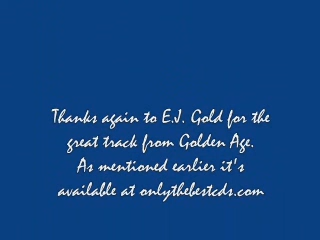 Thanks again to E.J. Gold for the
great track from Golden Age.
As mentioned earlier it's
available at onlythebestcds.com